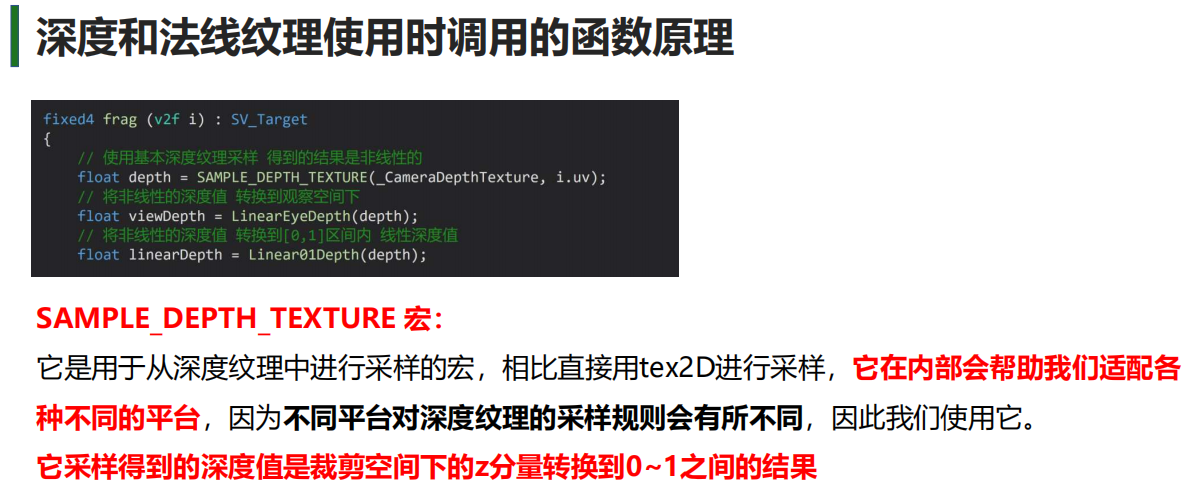 深度和法线纹理使用时调用的函数原理
fixed4 frag (v2f i) : SV_Target
{
// 使用基本深度纹理采样 得到的结果是非线性的
float depth = SAMPLE_DEPTH_TEXTURE(_CameraDepthTexture, i.uv);
// 将非线性的深度值 转换到观察空间下
float viewDepth = LinearEyeDepth(depth);
// 将非线性的深度值 转换到[0,1]区间内 线性深度值
float linearDepth = Linear01Depth(depth);
SAMPLE_DEPTH_TEXTURE 宏：
它是用于从深度纹理中进行采样的宏，相比直接用tex2D进行采样，它在内部会帮助我们适配各
种不同的平台，因为不同平台对深度纹理的采样规则会有所不同，因此我们使用它。
它采样得到的深度值是裁剪空间下的z分量转换到0~1之间的结果